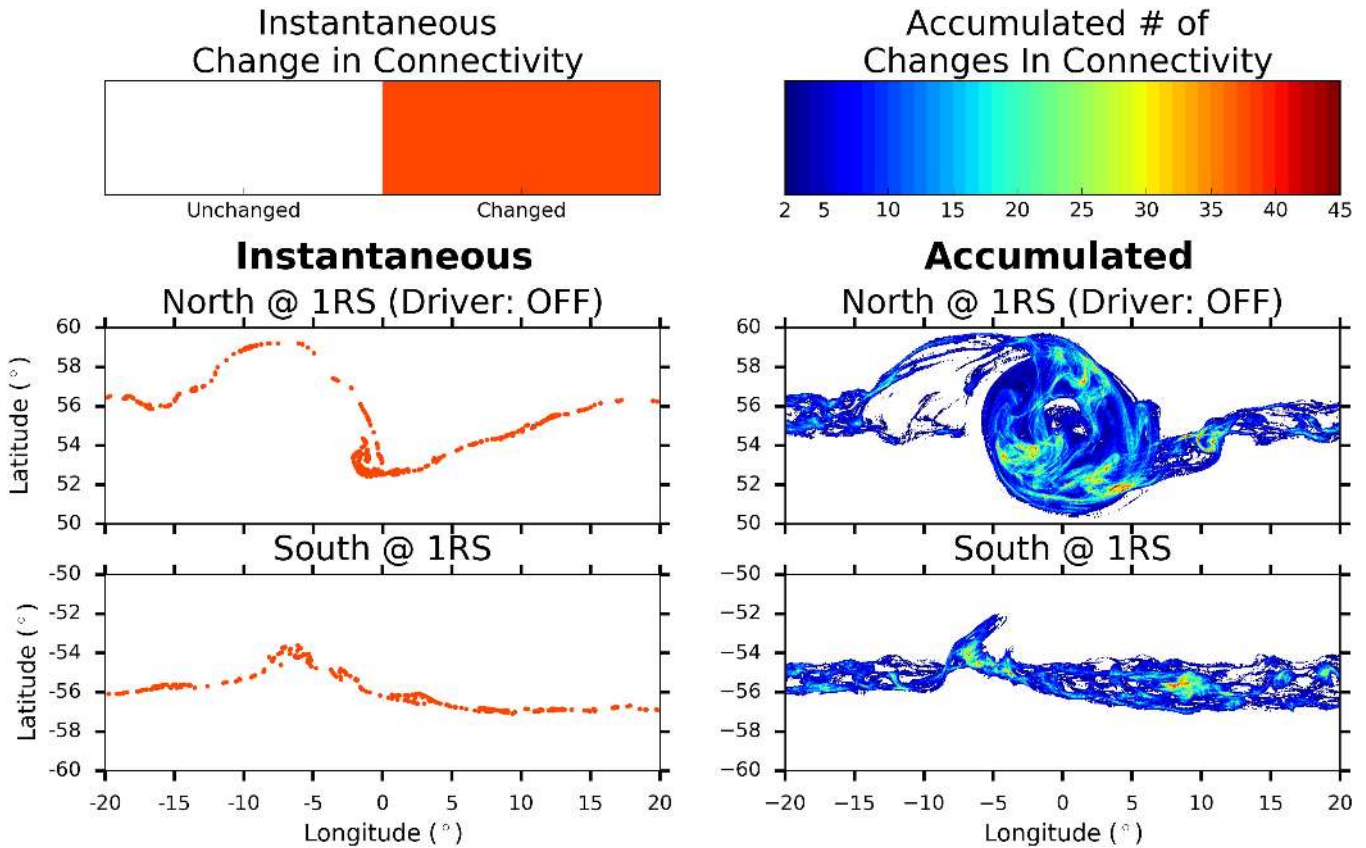 Instantaneous
Change in Connectivity
Unchanged Changed
Accumulated # of
Changes In Connectivity
2 5 10 15 20 25 30 35 40 45
Instantaneous
North @ 1RS (Driver: OFF)
60
58
56
54
52
50
Latitude (°)
South @ 1RS
-50
-52
-54
-56
-58
-60
Latitude (°)
-20 -15 -10 -5 0 5 10 15 20
Longitude (°)
Accumulated
North @ 1RS (Driver: OFF)
60
58
56
54
52
50
South @ 1RS
−50
−52
−54
−56
−58
−60
−20 −15 −10 −5 0 5 10 15 20
Longitude (°)